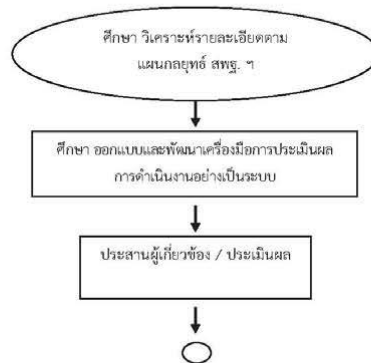 ศึกษา วิเคราะห์รายละเอียดตาม
แผนกลยุทธ์ สพฐ. ฯ
ศึกษา ออกแบบและพัฒนาเครื่องมือการประเมินผล
การดำเนินงานอย่างเป็นระบบ
ประสานผู้เกี่ยวข้อง / ประเมินผล